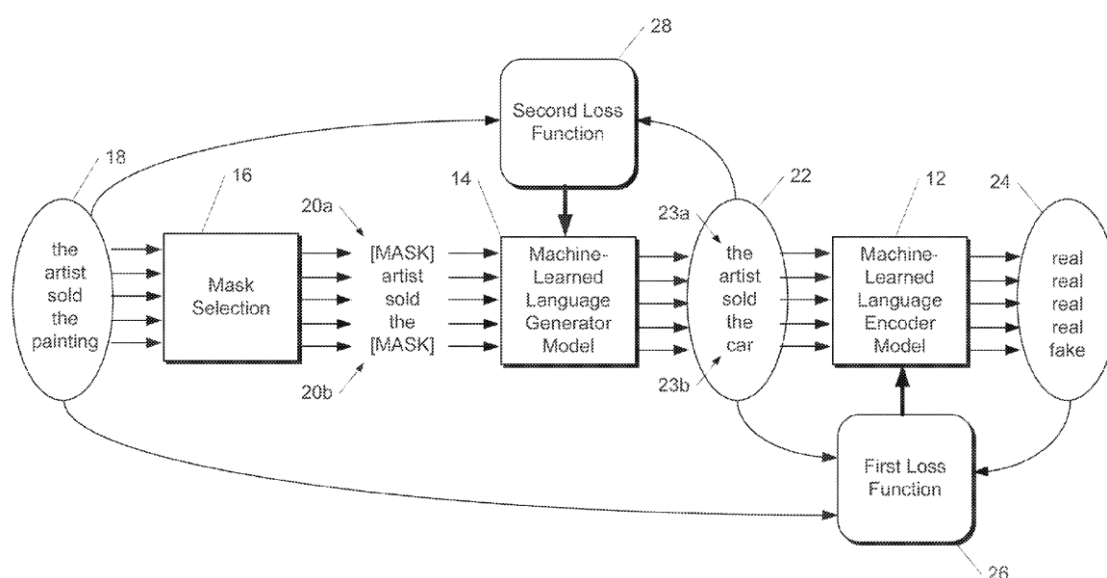 28
Second Loss
Function
18
16
20a
14
23a
22
12
24
the
artist
sold
the
painting
Mask
Selection
[MASK]
artist
sold
the
[MASK]
Machine-
Learned
Language
Generator
Model
the
artist
sold
the
car
Machine-
Learned
Language
Encoder
Model
real
real
real
real
fake
20b
23b
First Loss
Function
26